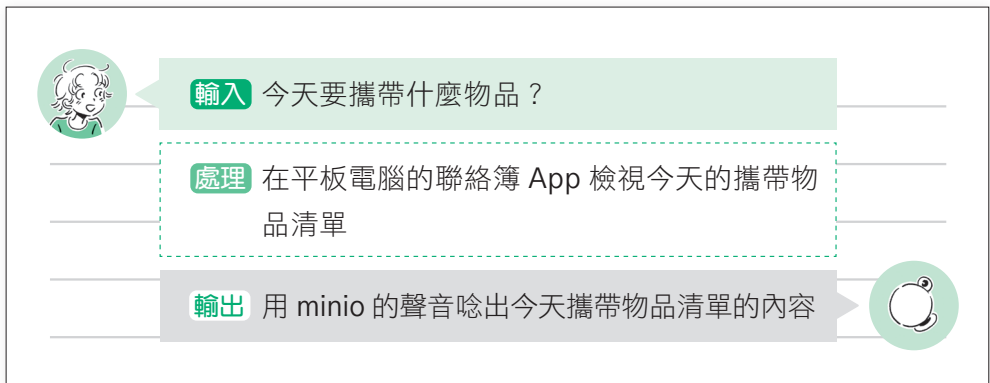 輸入 今天要攜帶什麼物品？
處理 在平板電腦的聯絡簿 App 檢視今天的攜帶物
品清單
輸出 用 minio 的聲音唸出今天攜帶物品清單的內容